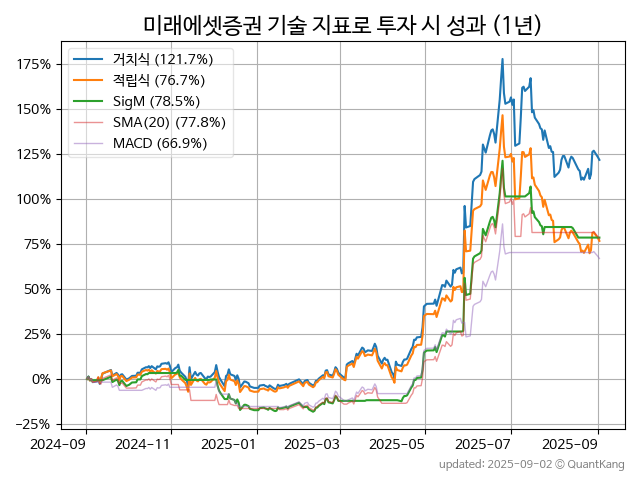 미래에셋증권 기술 지표로 투자 시 성과 (1년)
거치식 (121.7%)
적립식 (76.7%)
SigM (78.5%)
SMA(20) (77.8%)
MACD (66.9%)
175%
150%
125%
100%
75%
50%
25%
0%
−25%
2024-09 2024-11 2025-01 2025-03 2025-05 2025-07 2025-09
updated: 2025-09-02 © QuantKang